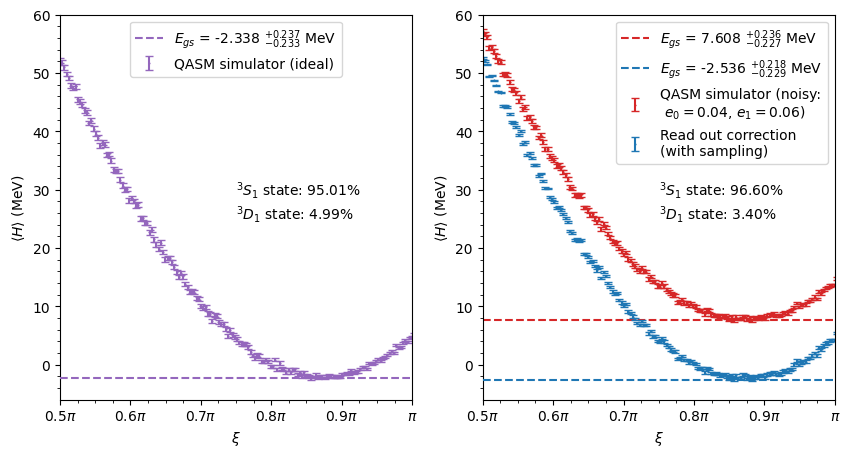 60
50
40
30
20
10
0
⟨H⟩ (MeV)
E_gs = -2.338 +0.237 −0.233 MeV
QASM simulator (ideal)
³S₁ state: 95.01%
³D₁ state: 4.99%
0.5π 0.6π 0.7π 0.8π 0.9π π
ξ
60
50
40
30
20
10
0
⟨H⟩ (MeV)
E_gs = 7.608 +0.236 −0.227 MeV
E_gs = -2.536 +0.218 −0.229 MeV
QASM simulator (noisy:
e₀ = 0.04, e₁ = 0.06)
Read out correction
(with sampling)
³S₁ state: 96.60%
³D₁ state: 3.40%
0.5π 0.6π 0.7π 0.8π 0.9π π
ξ